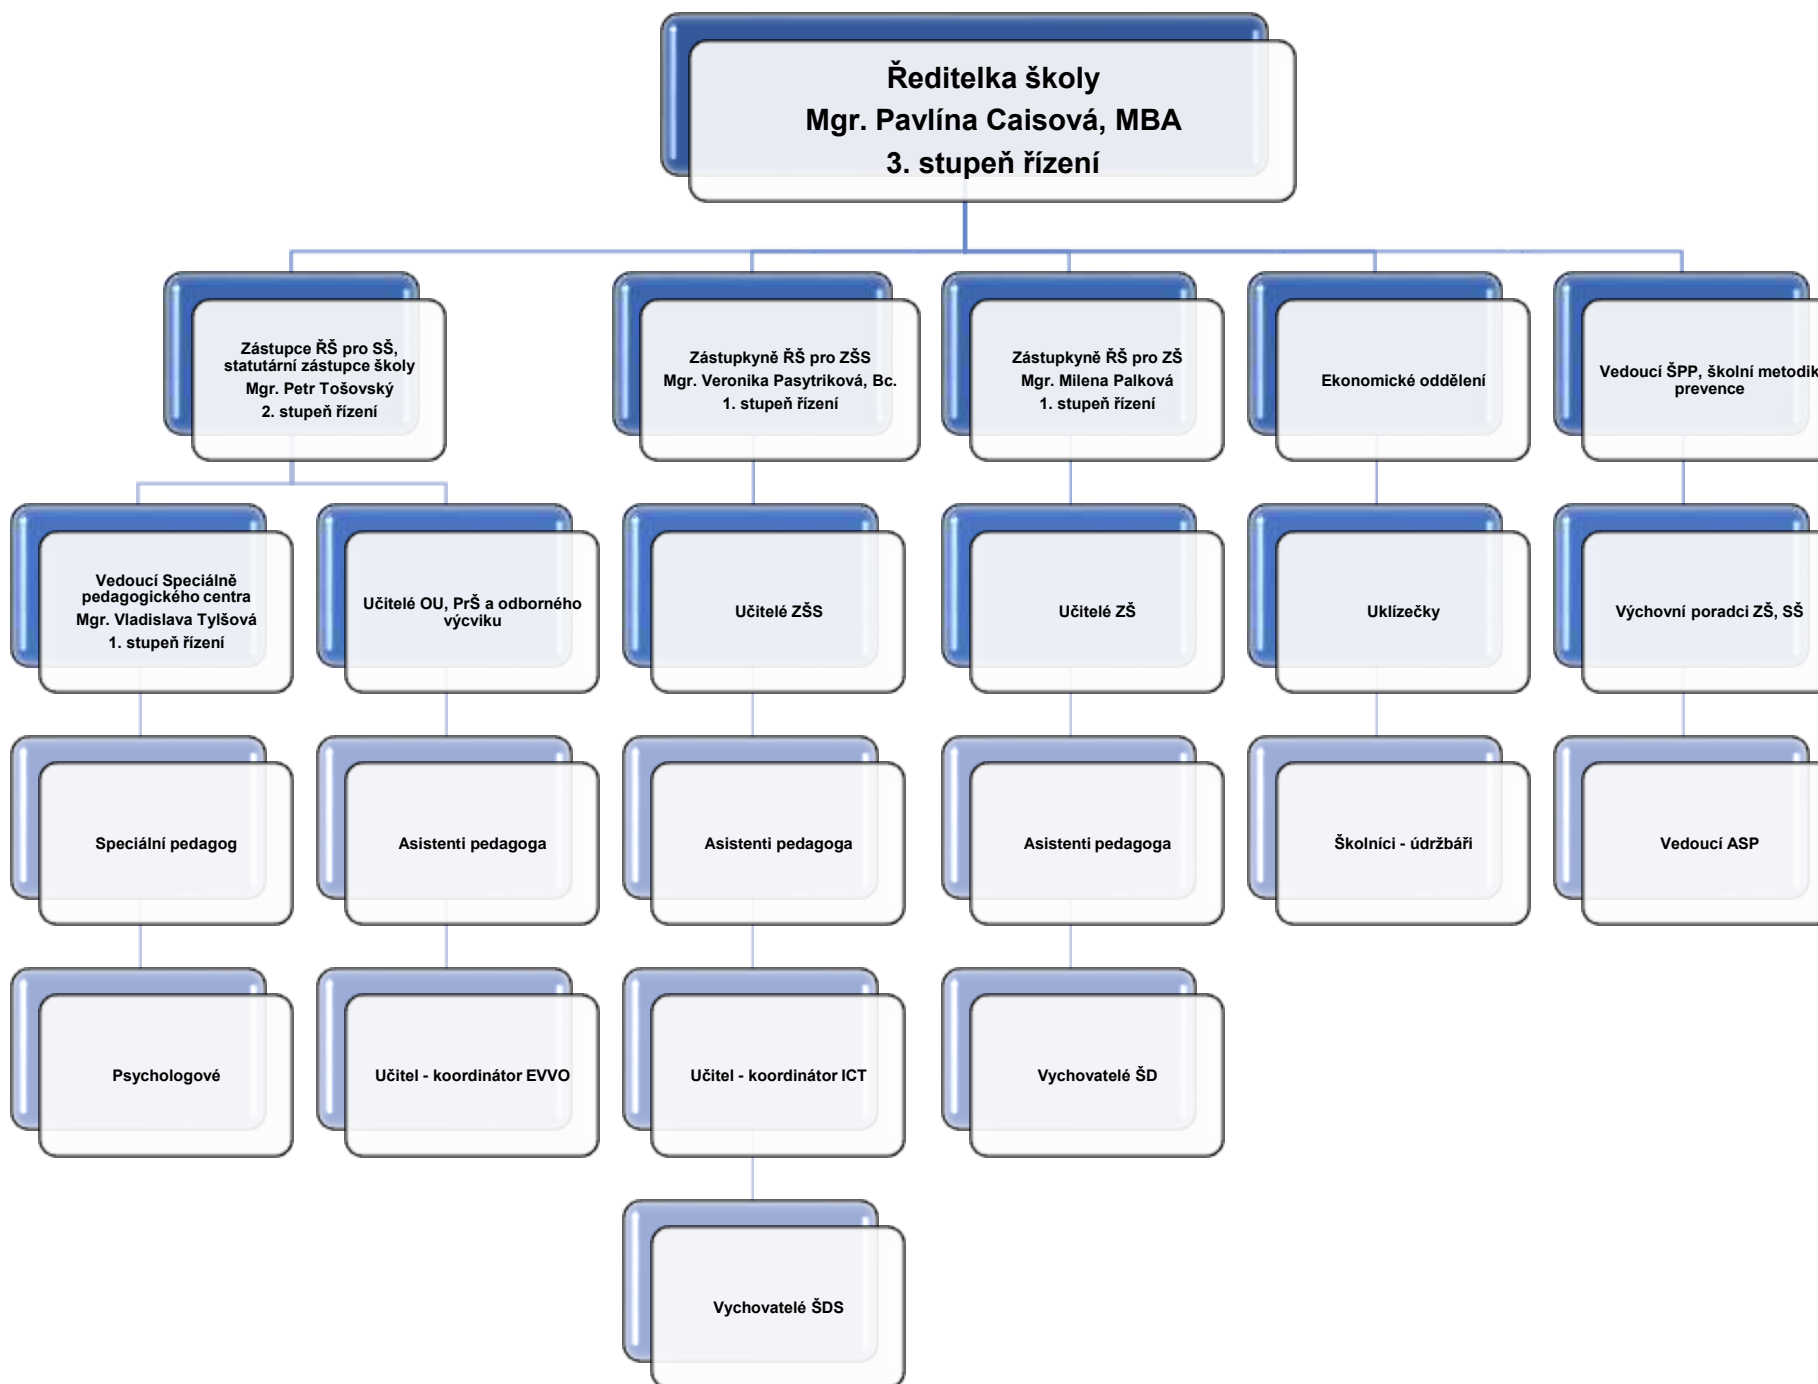 Ředitelka školy
Mgr. Pavlína Caisová, MBA
3. stupeň řízení
Zástupce ŘŠ pro SŠ,
statutární zástupce školy
Mgr. Petr Tošovský
2. stupeň řízení
Zástupkyně ŘŠ pro ZŠS
Mgr. Veronika Pasytriková, Bc.
1. stupeň řízení
Zástupkyně ŘŠ pro ZŠ
Mgr. Milena Palková
1. stupeň řízení
Ekonomické oddělení
Vedoucí ŠPP, školní metodik
prevence
Vedoucí Speciálně
pedagogického centra
Mgr. Vladislava Tylšová
1. stupeň řízení
Učitelé OU, PrŠ a odborného
výcviku
Učitelé ZŠS
Učitelé ZŠ
Uklízečky
Výchovní poradci ZŠ, SŠ
Speciální pedagog
Asistenti pedagoga
Asistenti pedagoga
Asistenti pedagoga
Školníci - údržbáři
Vedoucí ASP
Psychologové
Učitel - koordinátor EVVO
Učitel - koordinátor ICT
Vychovatelé ŠD
Vychovatelé ŠDS